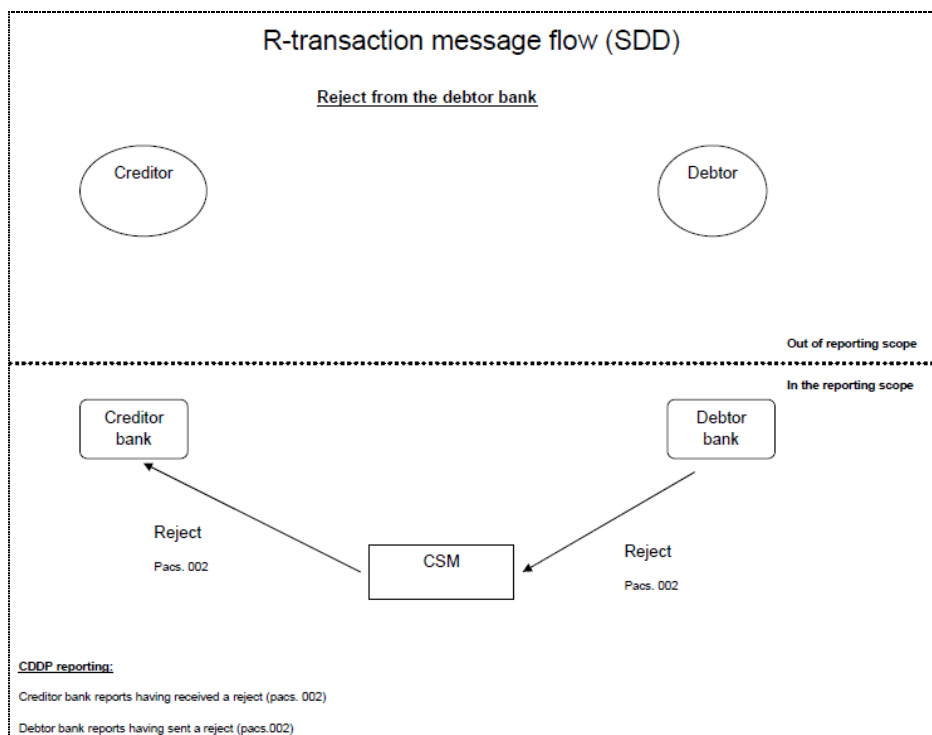 R-transaction message flow (SDD)
Reject from the debtor bank
Creditor
Debtor
Out of reporting scope
In the reporting scope
Creditor
bank
Debtor
bank
Reject
Pacs. 002
CSM
Reject
Pacs. 002
CDDP reporting:
Creditor bank reports having received a reject (pacs. 002)
Debtor bank reports having sent a reject (pacs.002)